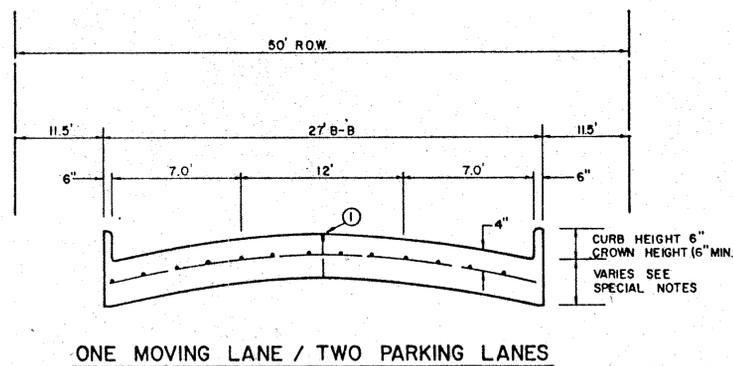 50' R.O.W.
11.5' 27' B-B 11.5'
6" 7.0' 12' 7.0' 6"
1
4"
CURB HEIGHT 6"
CROWN HEIGHT (6" MIN.
VARIES SEE
SPECIAL NOTES
ONE MOVING LANE / TWO PARKING LANES